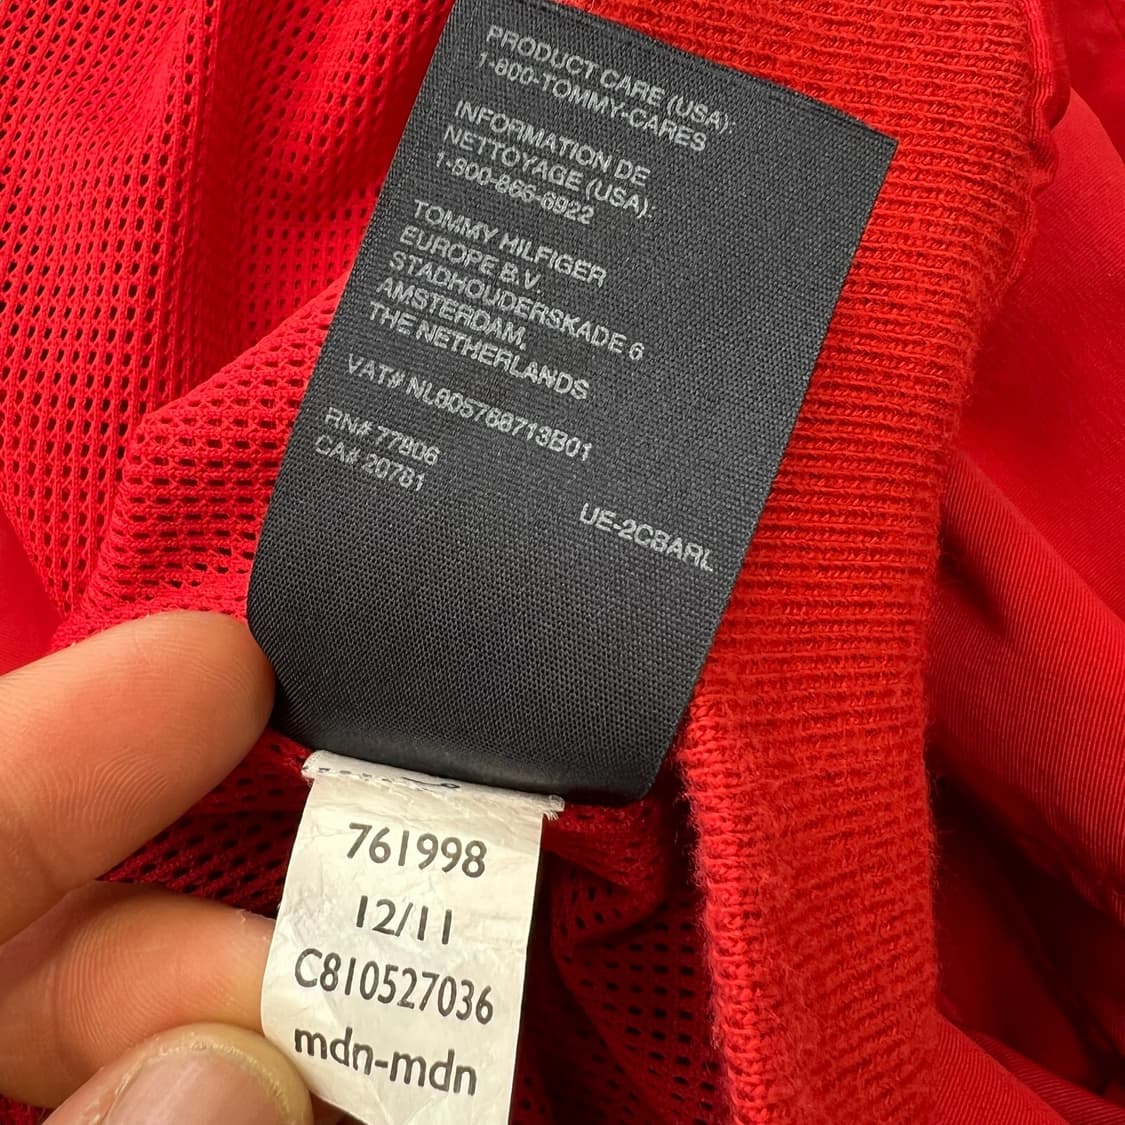 PRODUCT CARE (USA):
1-800-TOMMY-CARES
INFORMATION DE
NETTOYAGE (USA):
1-800-866-6922
TOMMY HILFIGER
EUROPE B.V.
STADHOUDERSKADE 6
AMSTERDAM,
THE NETHERLANDS
VAT# NL005766713B01
RN# 77806
CA# 20781
UE-2CBARL
761998
12/11
C810527036
mdn-mdn